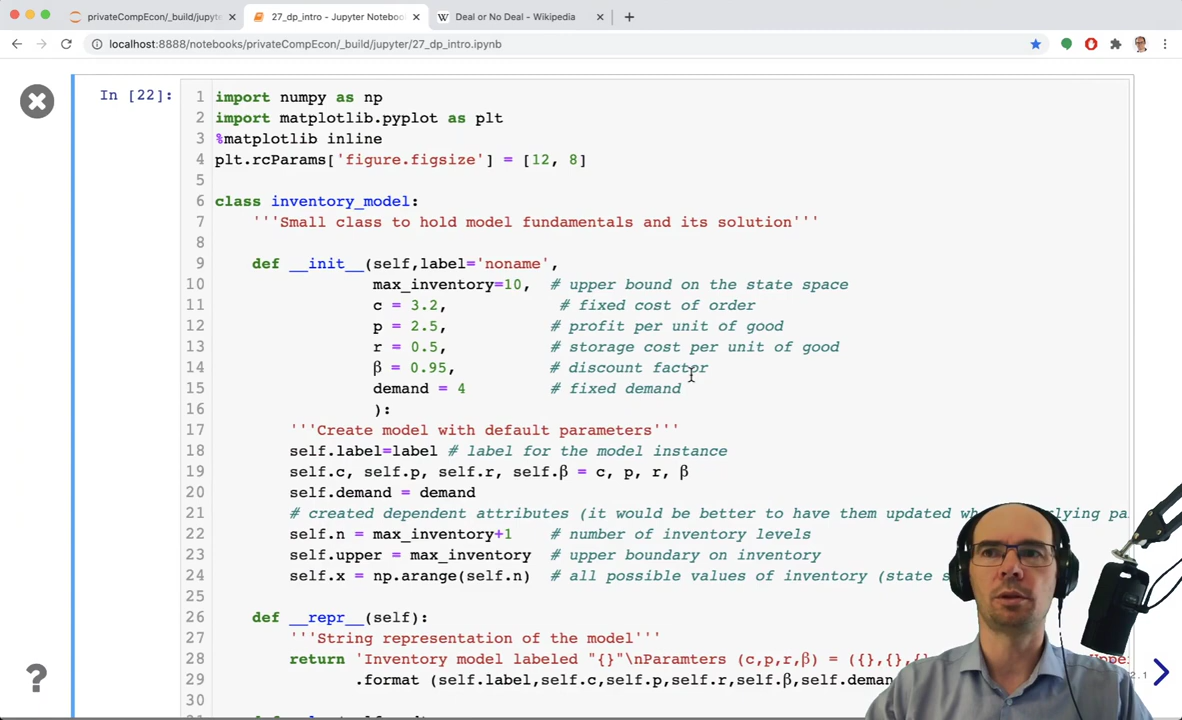 privateCompEcon/_build/jupyte
27_dp_intro - Jupyter Notebook
Deal or No Deal - Wikipedia
localhost:8888/notebooks/privateCompEcon/_build/jupyter/27_dp_intro.ipynb
In [22]:
1 import numpy as np
2 import matplotlib.pyplot as plt
3 %matplotlib inline
4 plt.rcParams['figure.figsize'] = [12, 8]
5
6 class inventory_model:
7 '''Small class to hold model fundamentals and its solution'''
8
9 def __init__(self,label='noname',
10 max_inventory=10, # upper bound on the state space
11 c = 3.2, # fixed cost of order
12 p = 2.5, # profit per unit of good
13 r = 0.5, # storage cost per unit of good
14 β = 0.95, # discount factor
15 demand = 4 # fixed demand
16 ):
17 '''Create model with default parameters'''
18 self.label=label # label for the model instance
19 self.c, self.p, self.r, self.β = c, p, r, β
20 self.demand = demand
21 # created dependent attributes (it would be better to have them updated wh rlying pa
22 self.n = max_inventory+1 # number of inventory levels
23 self.upper = max_inventory # upper boundary on inventory
24 self.x = np.arange(self.n) # all possible values of inventory (state s
25
26 def __repr__(self):
27 '''String representation of the model'''
28 return 'Inventory model labeled "{}"\nParamters (c,p,r,β) = ({},{},{
29 .format (self.label,self.c,self.p,self.r,self.β,self.deman
30
2.1
?